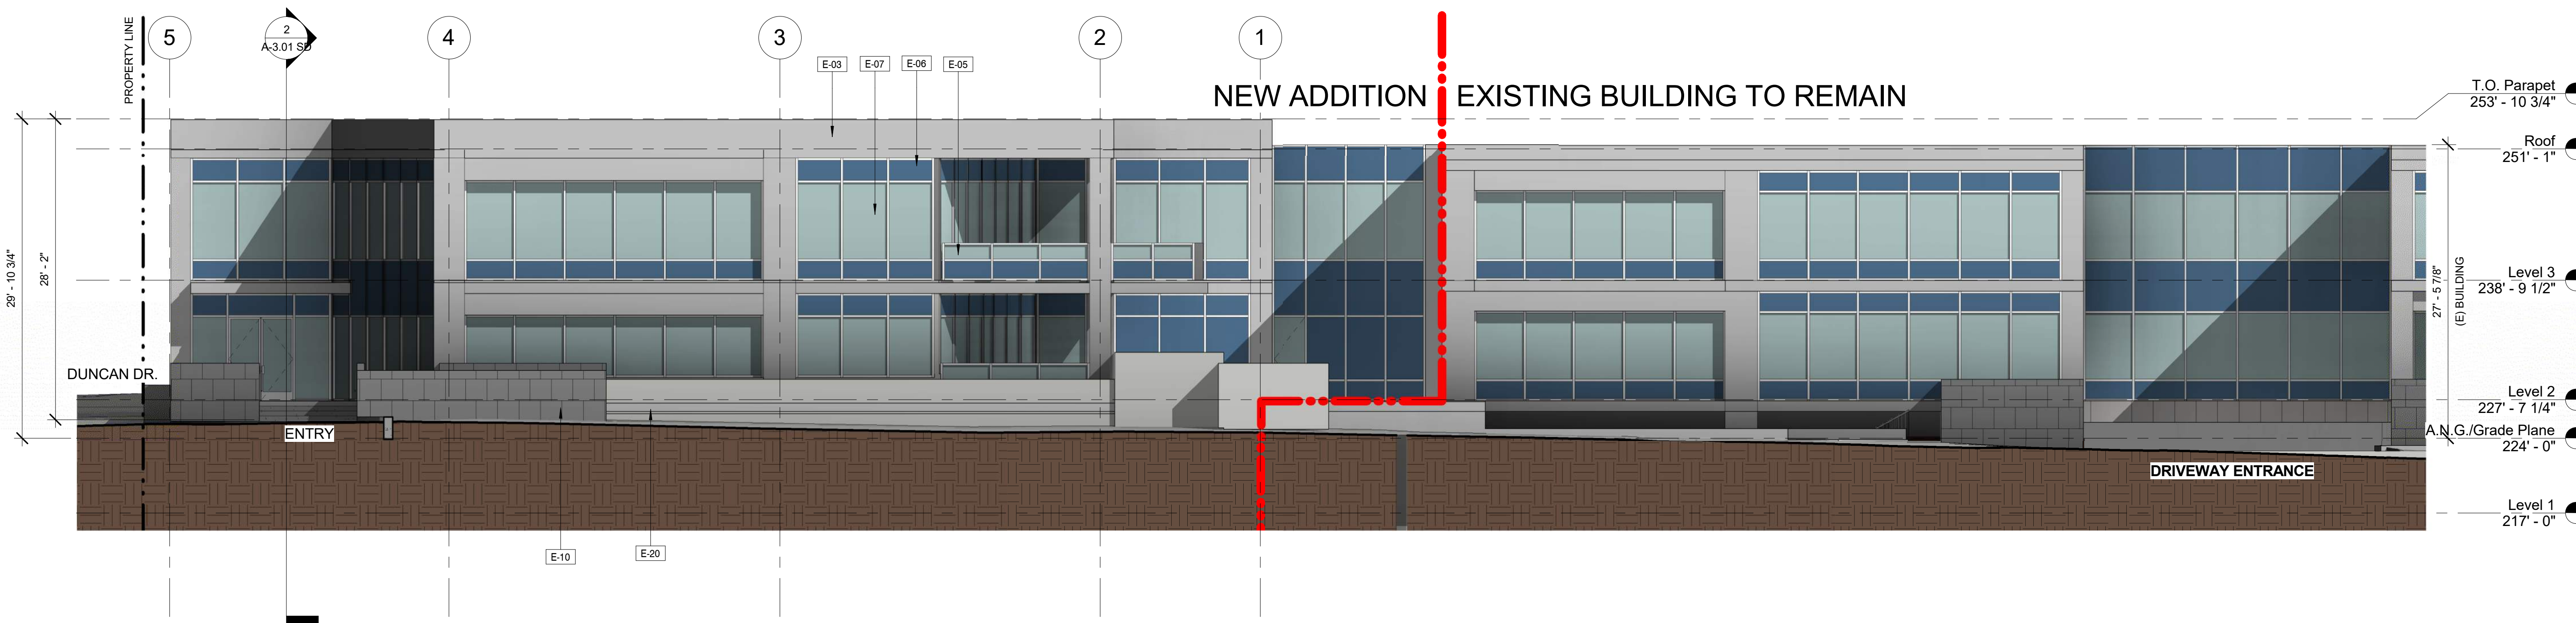 PROPERTY LINE
5
2
A-3.01 SD
4
3
2
1
E-03
E-07
E-06
E-05
NEW ADDITION
EXISTING BUILDING TO REMAIN
T.O. Parapet
253' - 10 3/4"
Roof
251' - 1"
29' - 10 3/4"
28' - 2"
Level 3
238' - 9 1/2"
27' - 5 7/8"
(E) BUILDING
DUNCAN DR.
Level 2
227' - 7 1/4"
ENTRY
A.N.G./Grade Plane
224' - 0"
DRIVEWAY ENTRANCE
Level 1
217' - 0"
E-10
E-20